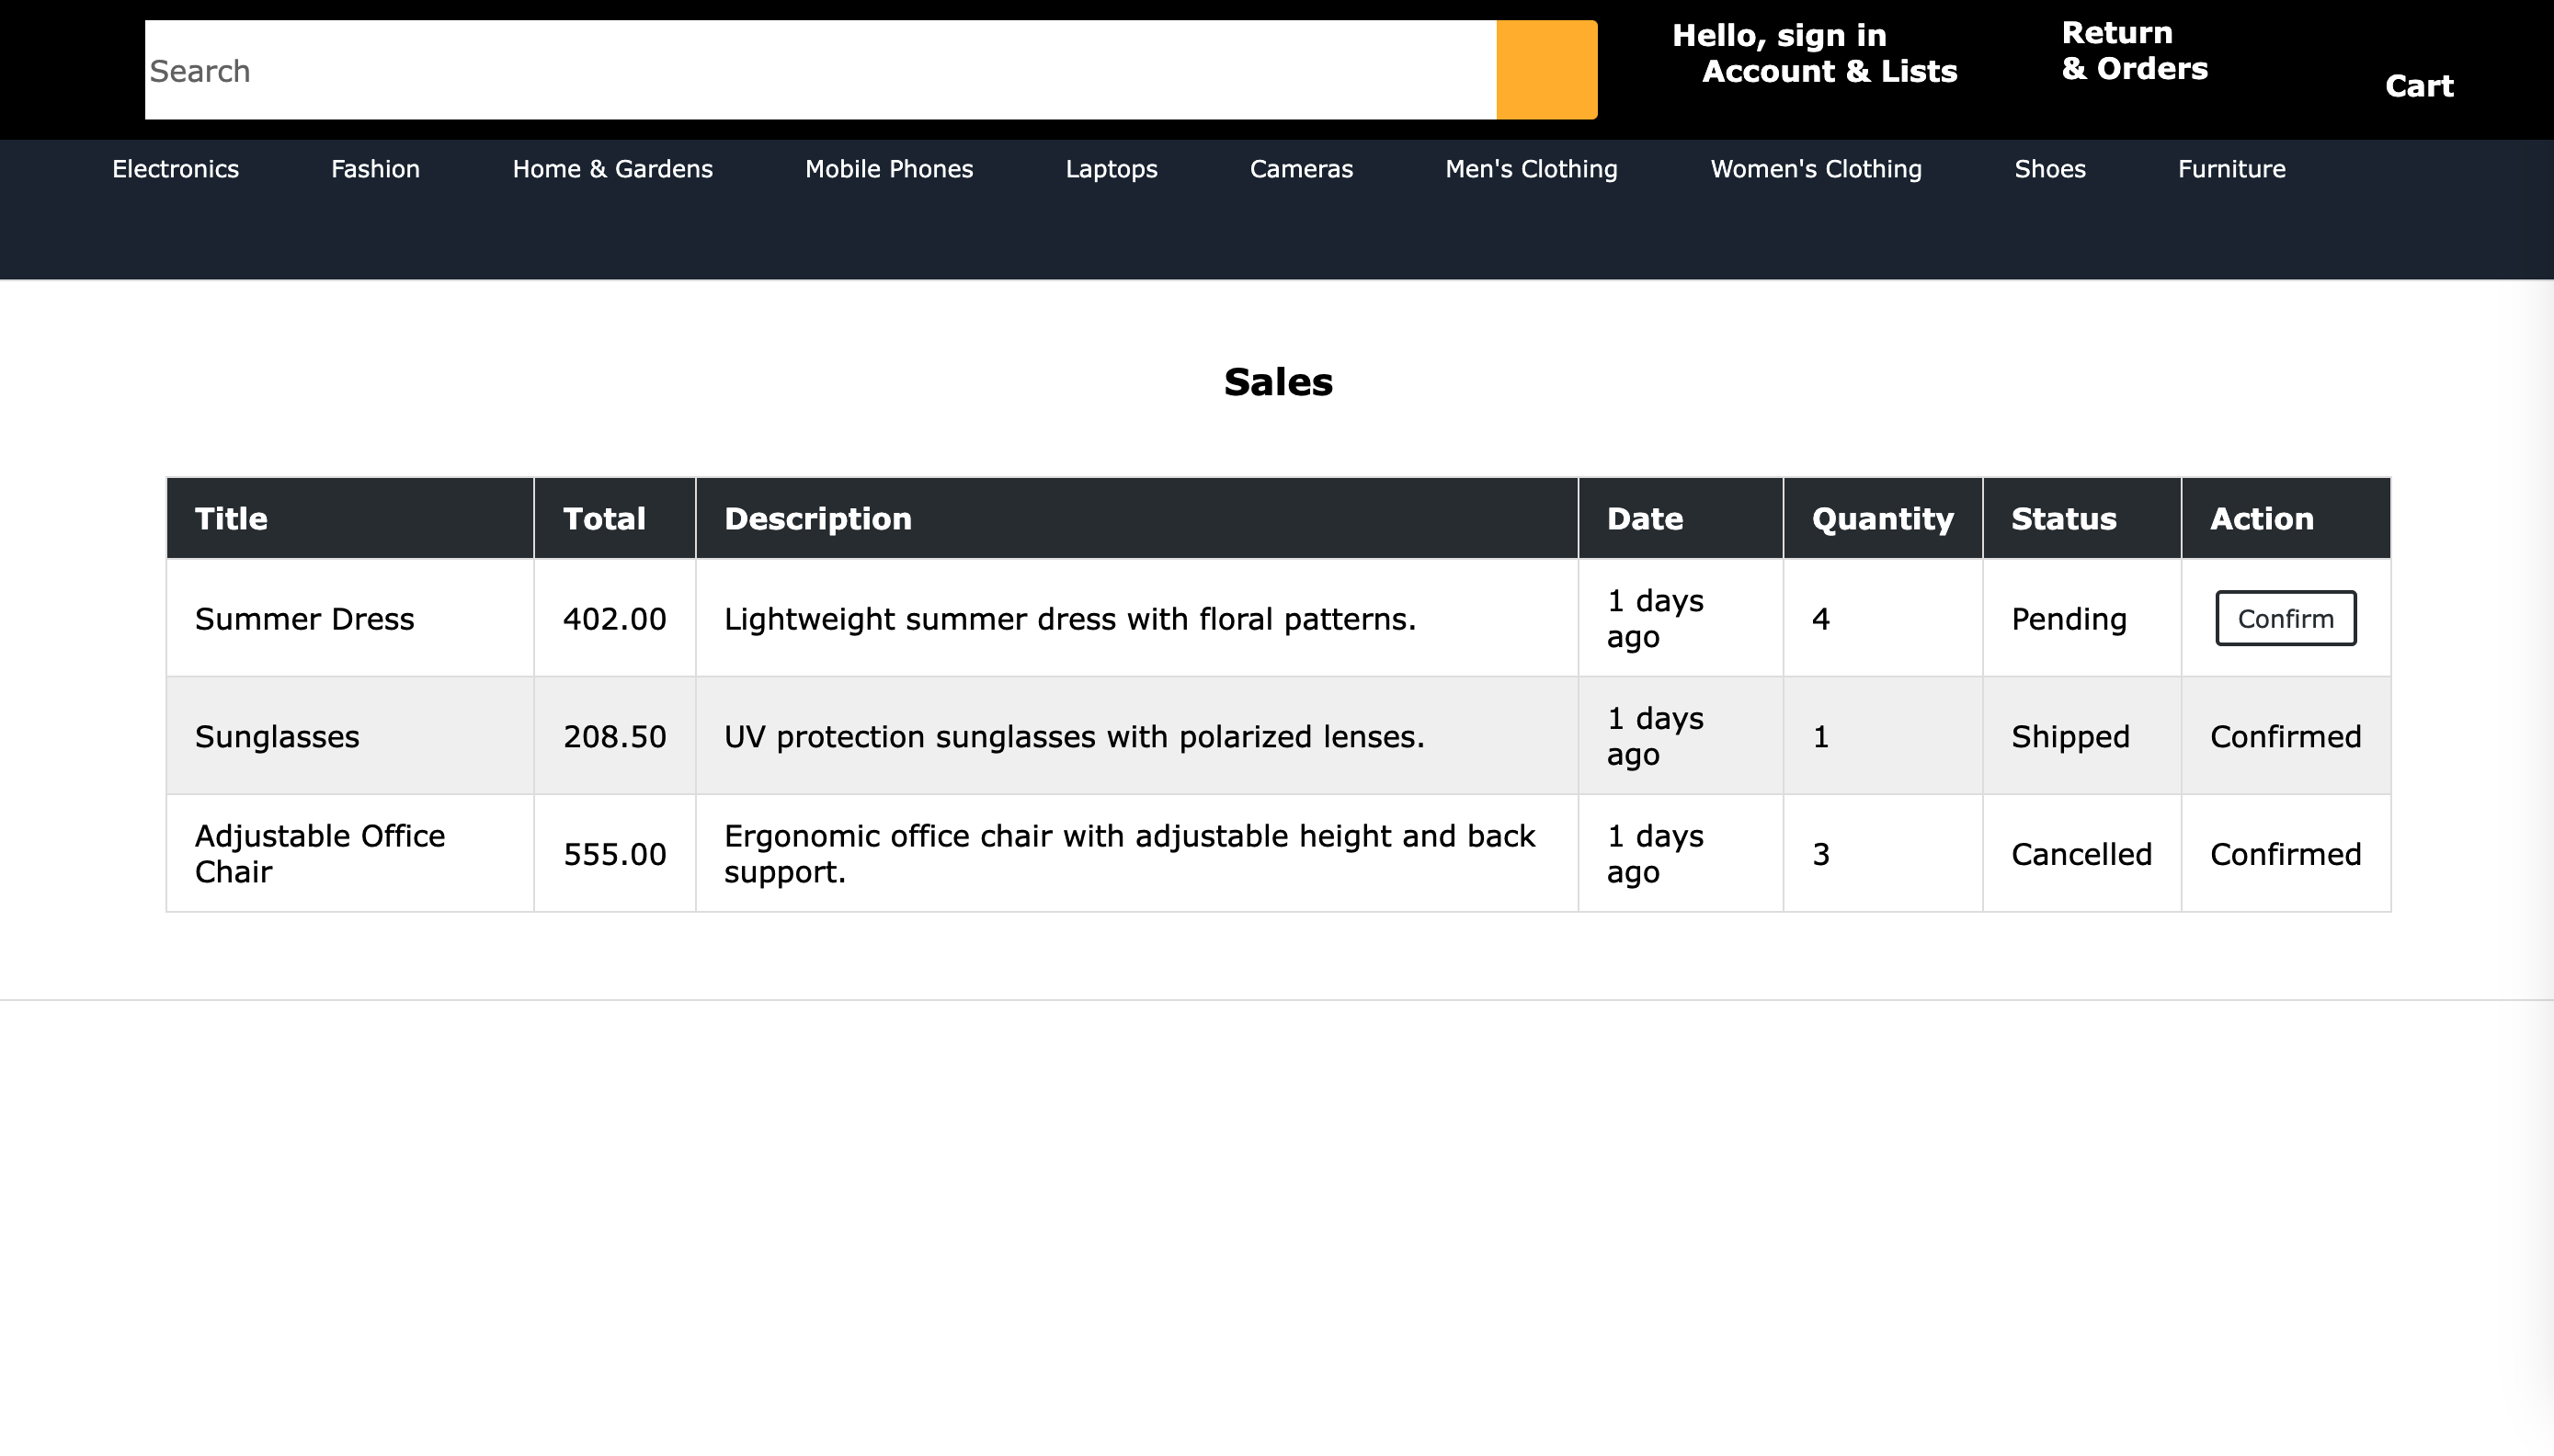 Search
Hello, sign in
Account & Lists
Return
& Orders
Cart
Electronics Fashion Home & Gardens Mobile Phones Laptops Cameras Men's Clothing Women's Clothing Shoes Furniture
Sales
Title Total Description Date Quantity Status Action
Summer Dress 402.00 Lightweight summer dress with floral patterns. 1 days ago 4 Pending Confirm
Sunglasses 208.50 UV protection sunglasses with polarized lenses. 1 days ago 1 Shipped Confirmed
Adjustable Office Chair 555.00 Ergonomic office chair with adjustable height and back support. 1 days ago 3 Cancelled Confirmed